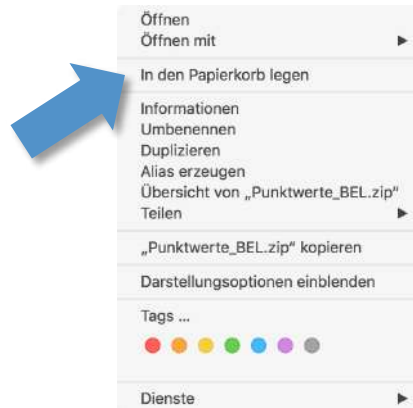 Öffnen
Öffnen mit
In den Papierkorb legen
Informationen
Umbenennen
Duplizieren
Alias erzeugen
Übersicht von „Punktwerte_BEL.zip“
Teilen
„Punktwerte_BEL.zip“ kopieren
Darstellungsoptionen einblenden
Tags ...
Dienste